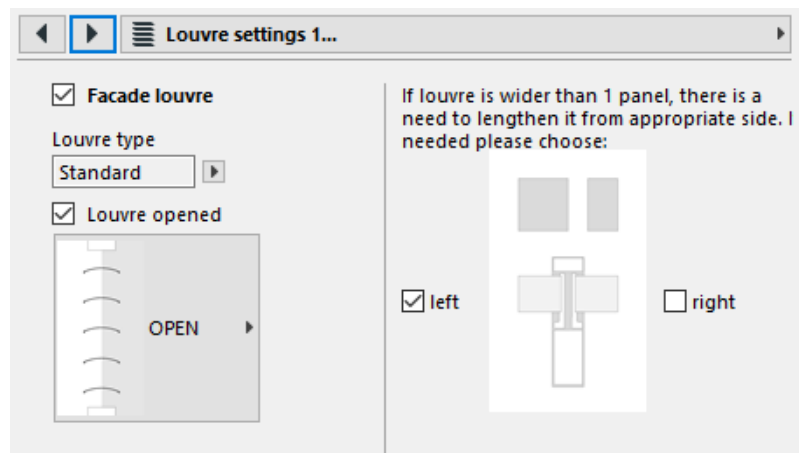 Louvre settings 1...
Facade louvre
Louvre type
Standard
Louvre opened
OPEN
If louvre is wider than 1 panel, there is a
need to lengthen it from appropriate side. I
needed please choose:
left
right